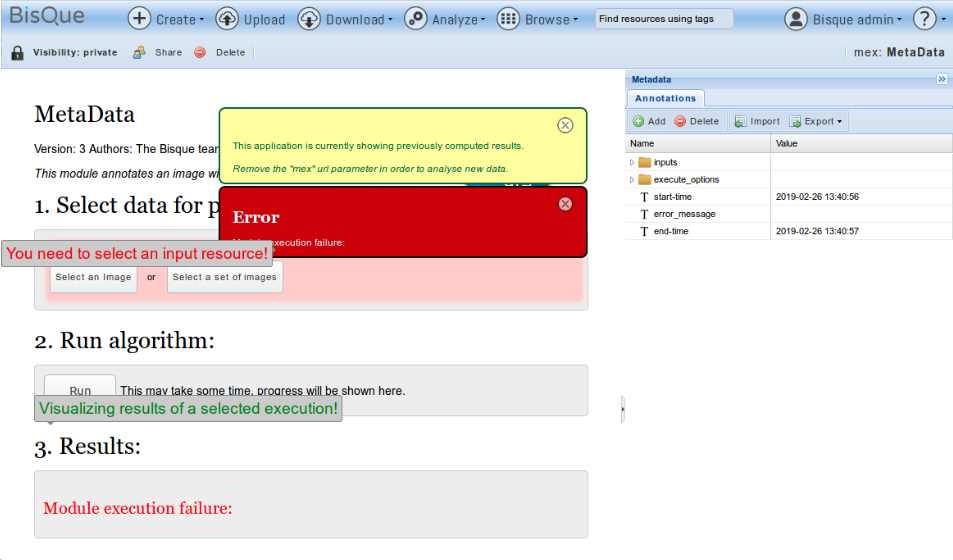 BisQue Create Upload Download Analyze Browse Find resources using tags Bisque admin ?
Visibility: private Share Delete mex: MetaData
Metadata
Annotations
Add Delete Import Export
Name Value
inputs
execute_options
start-time 2019-02-26 13:40:56
error_message
end-time 2019-02-26 13:40:57
MetaData
Version: 3 Authors: The Bisque tear
This module annotates an image wi
This application is currently showing previously computed results.
Remove the "mex" url parameter in order to analyse new data.
1. Select data for p
Error
execution failure:
You need to select an input resource!
Select an Image or Select a set of images
2. Run algorithm:
Run This may take some time, progress will be shown here.
Visualizing results of a selected execution!
3. Results:
Module execution failure: